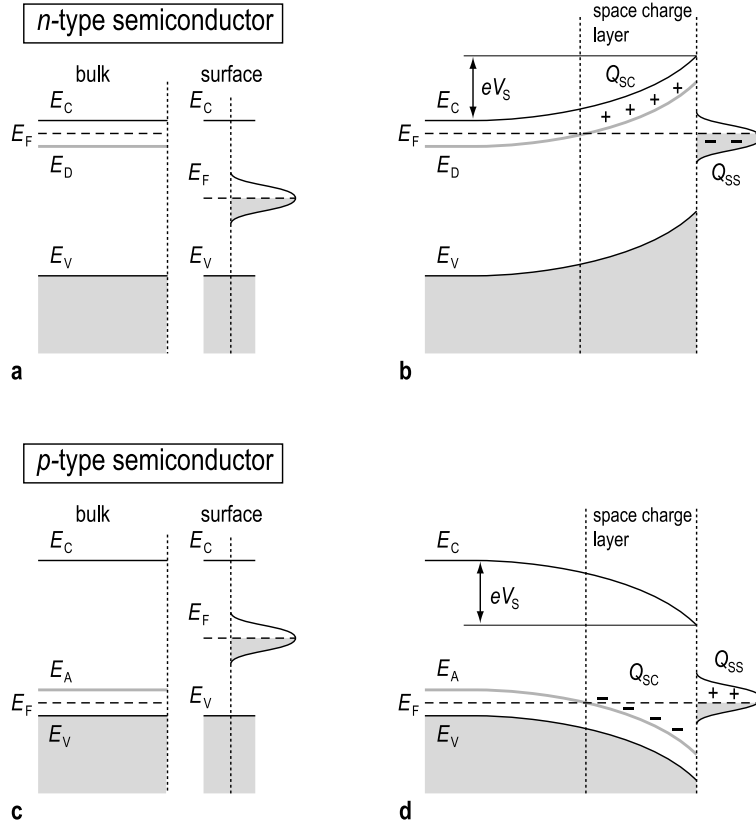 n-type semiconductor
bulk
surface
E_C
E_C
E_F
E_D
E_F
E_V
E_V
a
space charge
layer
eV_S
Q_SC
+ + + +
E_C
E_F
E_D
– –
Q_SS
E_V
b
p-type semiconductor
bulk
surface
E_C
E_C
E_F
E_A
E_F
E_V
E_V
c
space charge
layer
E_C
eV_S
E_A
Q_SC
Q_SS
+ +
E_F
– – – –
E_V
d